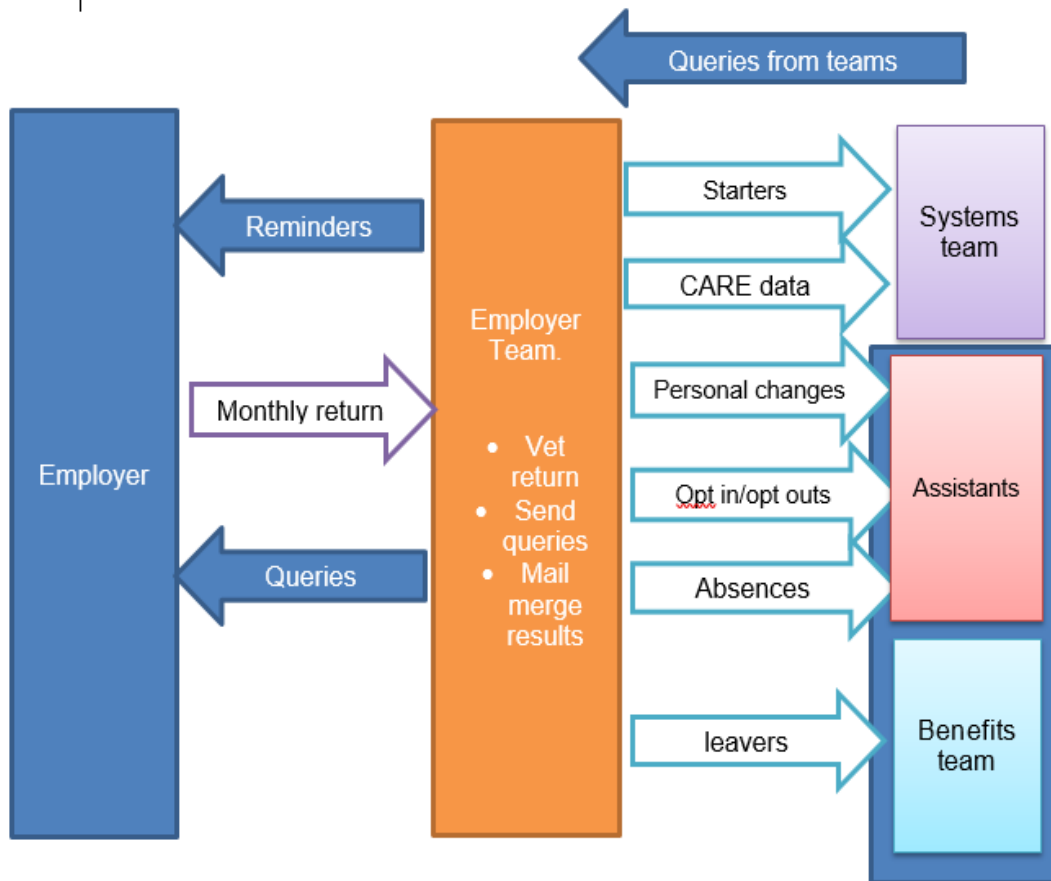 Queries from teams
Employer
Reminders
Monthly return
Queries
Employer
Team.
• Vet
return
• Send
queries
• Mail
merge
results
Starters
CARE data
Personal changes
Opt in/opt outs
Absences
leavers
Systems
team
Assistants
Benefits
team